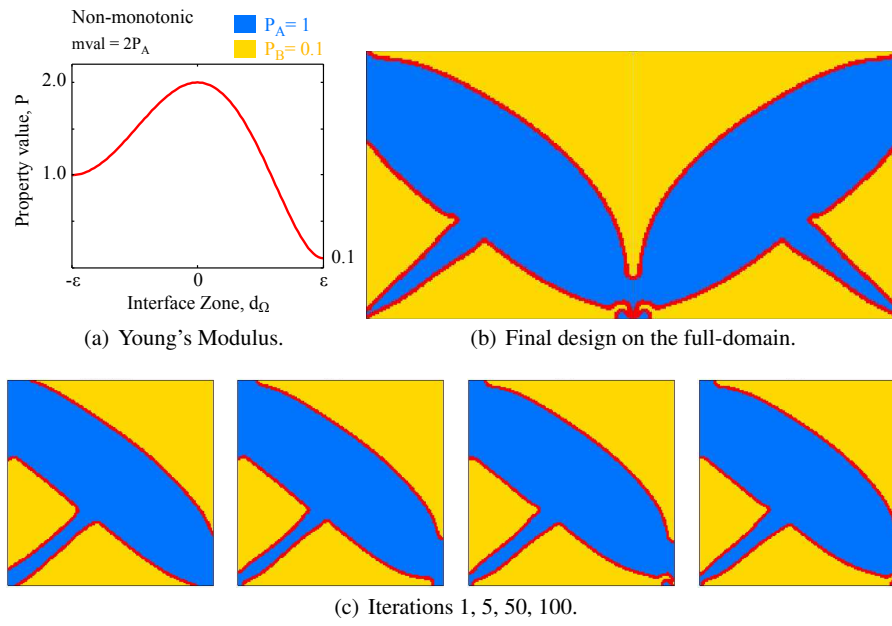 Non-monotonic
mval = 2P_A
P_A = 1
P_B = 0.1
Property value, P
2.0
1.0
0.1
-ε 0 ε
Interface Zone, d_Ω
(a) Young's Modulus.
(b) Final design on the full-domain.
(c) Iterations 1, 5, 50, 100.